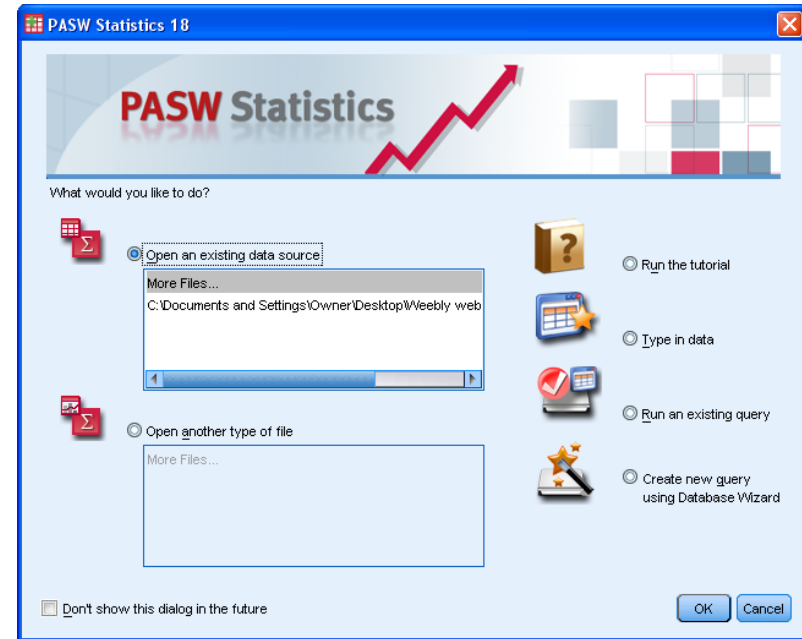 PASW Statistics 18
PASW Statistics
What would you like to do?
Open an existing data source
More Files...
C:\Documents and Settings\Owner\Desktop\Weebly web
Open another type of file
More Files...
Run the tutorial
Type in data
Run an existing query
Create new query
using Database Wizard
Don't show this dialog in the future
OK
Cancel